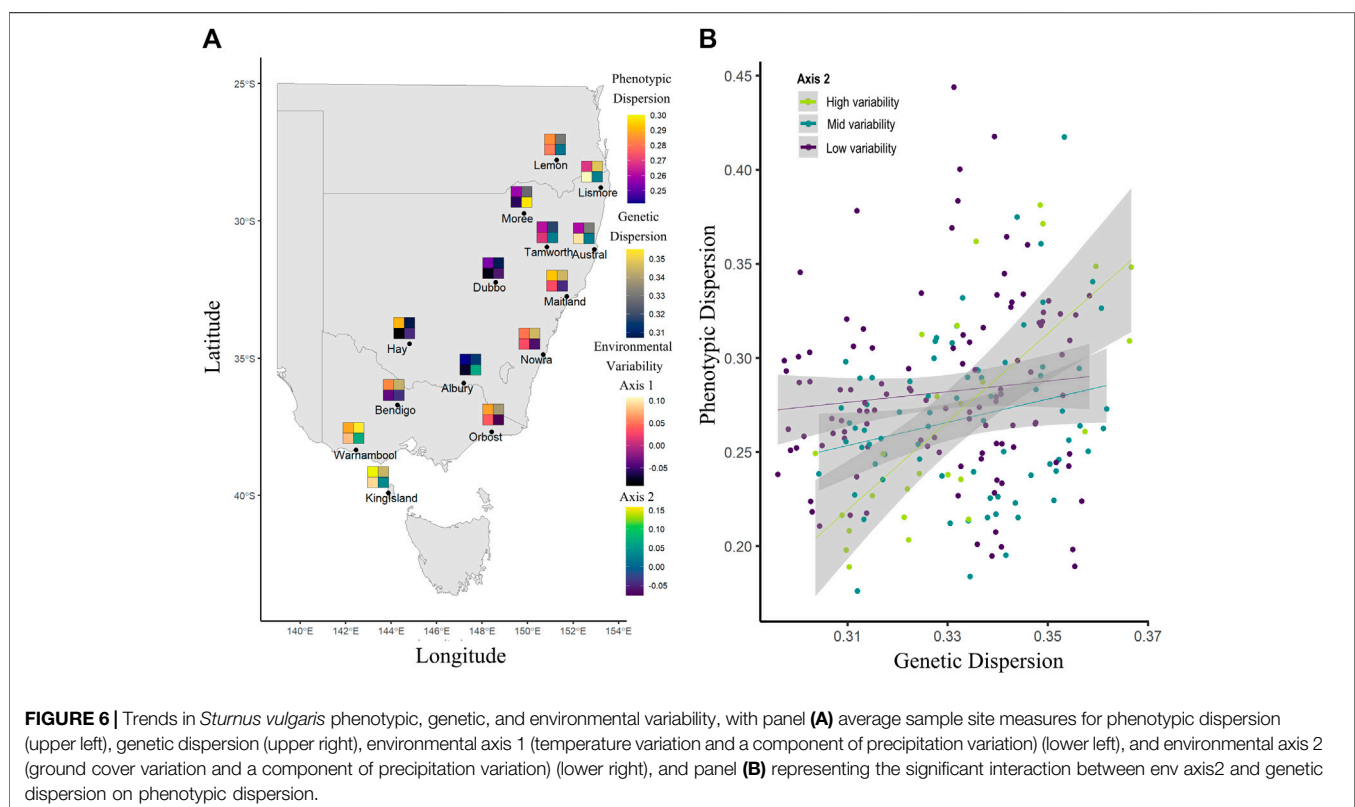 A
B
25°S
30°S
35°S
40°S
Latitude
140°E 142°E 144°E 146°E 148°E 150°E 152°E 154°E
Longitude
Lemon
Lismore
Moree
Tamworth
Austral
Dubbo
Maitland
Hay
Nowra
Albury
Bendigo
Orbost
Warnambool
KingIsland
Phenotypic
Dispersion
0.30
0.29
0.28
0.27
0.26
0.25
Genetic
Dispersion
0.35
0.34
0.33
0.32
0.31
Environmental
Variability
Axis 1
0.10
0.05
0.00
-0.05
Axis 2
0.15
0.10
0.05
0.00
-0.05
0.45
0.40
0.35
0.30
0.25
0.20
Phenotypic Dispersion
Axis 2
High variability
Mid variability
Low variability
0.31 0.33 0.35 0.37
Genetic Dispersion
FIGURE 6 | Trends in Sturnus vulgaris phenotypic, genetic, and environmental variability, with panel (A) average sample site measures for phenotypic dispersion
(upper left), genetic dispersion (upper right), environmental axis 1 (temperature variation and a component of precipitation variation) (lower left), and environmental axis 2
(ground cover variation and a component of precipitation variation) (lower right), and panel (B) representing the significant interaction between env axis2 and genetic
dispersion on phenotypic dispersion.